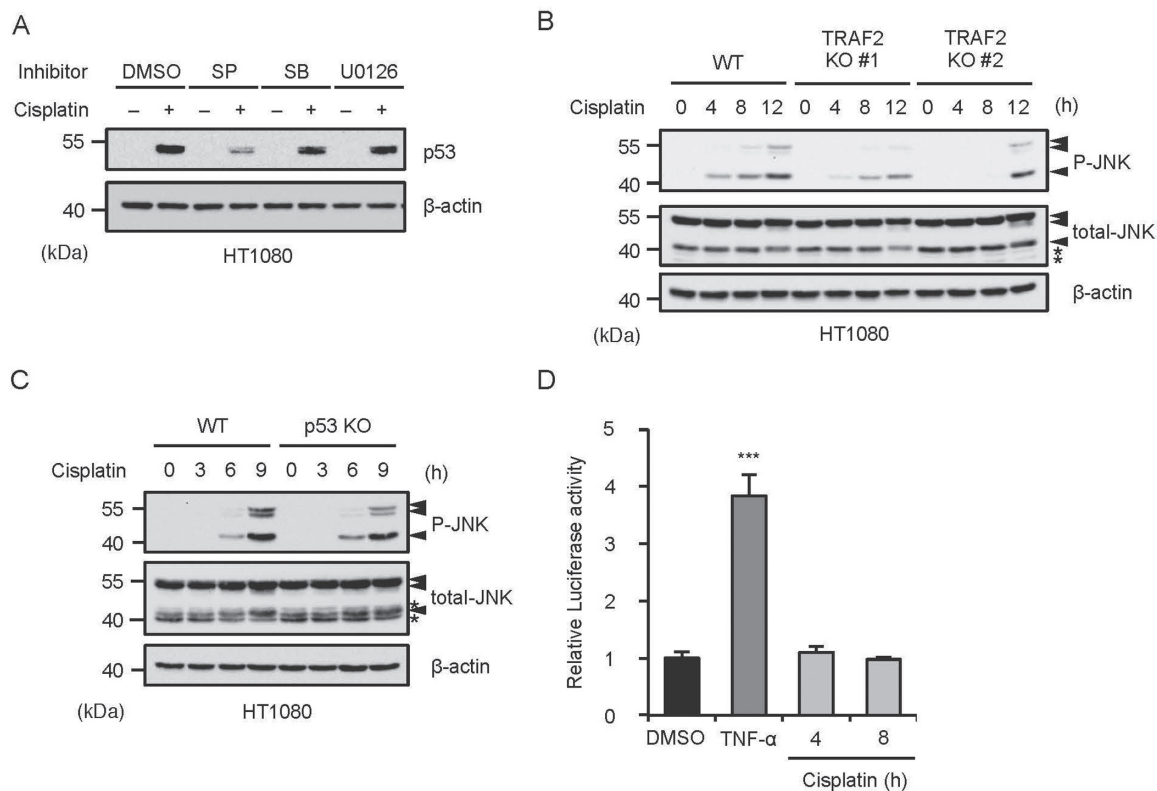 A
Inhibitor DMSO SP SB U0126
Cisplatin – + – + – + – +
55
p53
40
β-actin
(kDa)
HT1080
B
WT TRAF2 KO #1 TRAF2 KO #2
Cisplatin 0 4 8 12 0 4 8 12 0 4 8 12 (h)
55
40
P-JNK
55
40
total-JNK
*
*
40
β-actin
(kDa)
HT1080
C
WT p53 KO
Cisplatin 0 3 6 9 0 3 6 9 (h)
55
40
P-JNK
55
40
total-JNK
*
*
40
β-actin
(kDa)
HT1080
D
Relative Luciferase activity
5
4
3
2
1
0
***
DMSO TNF-α 4 8
Cisplatin (h)